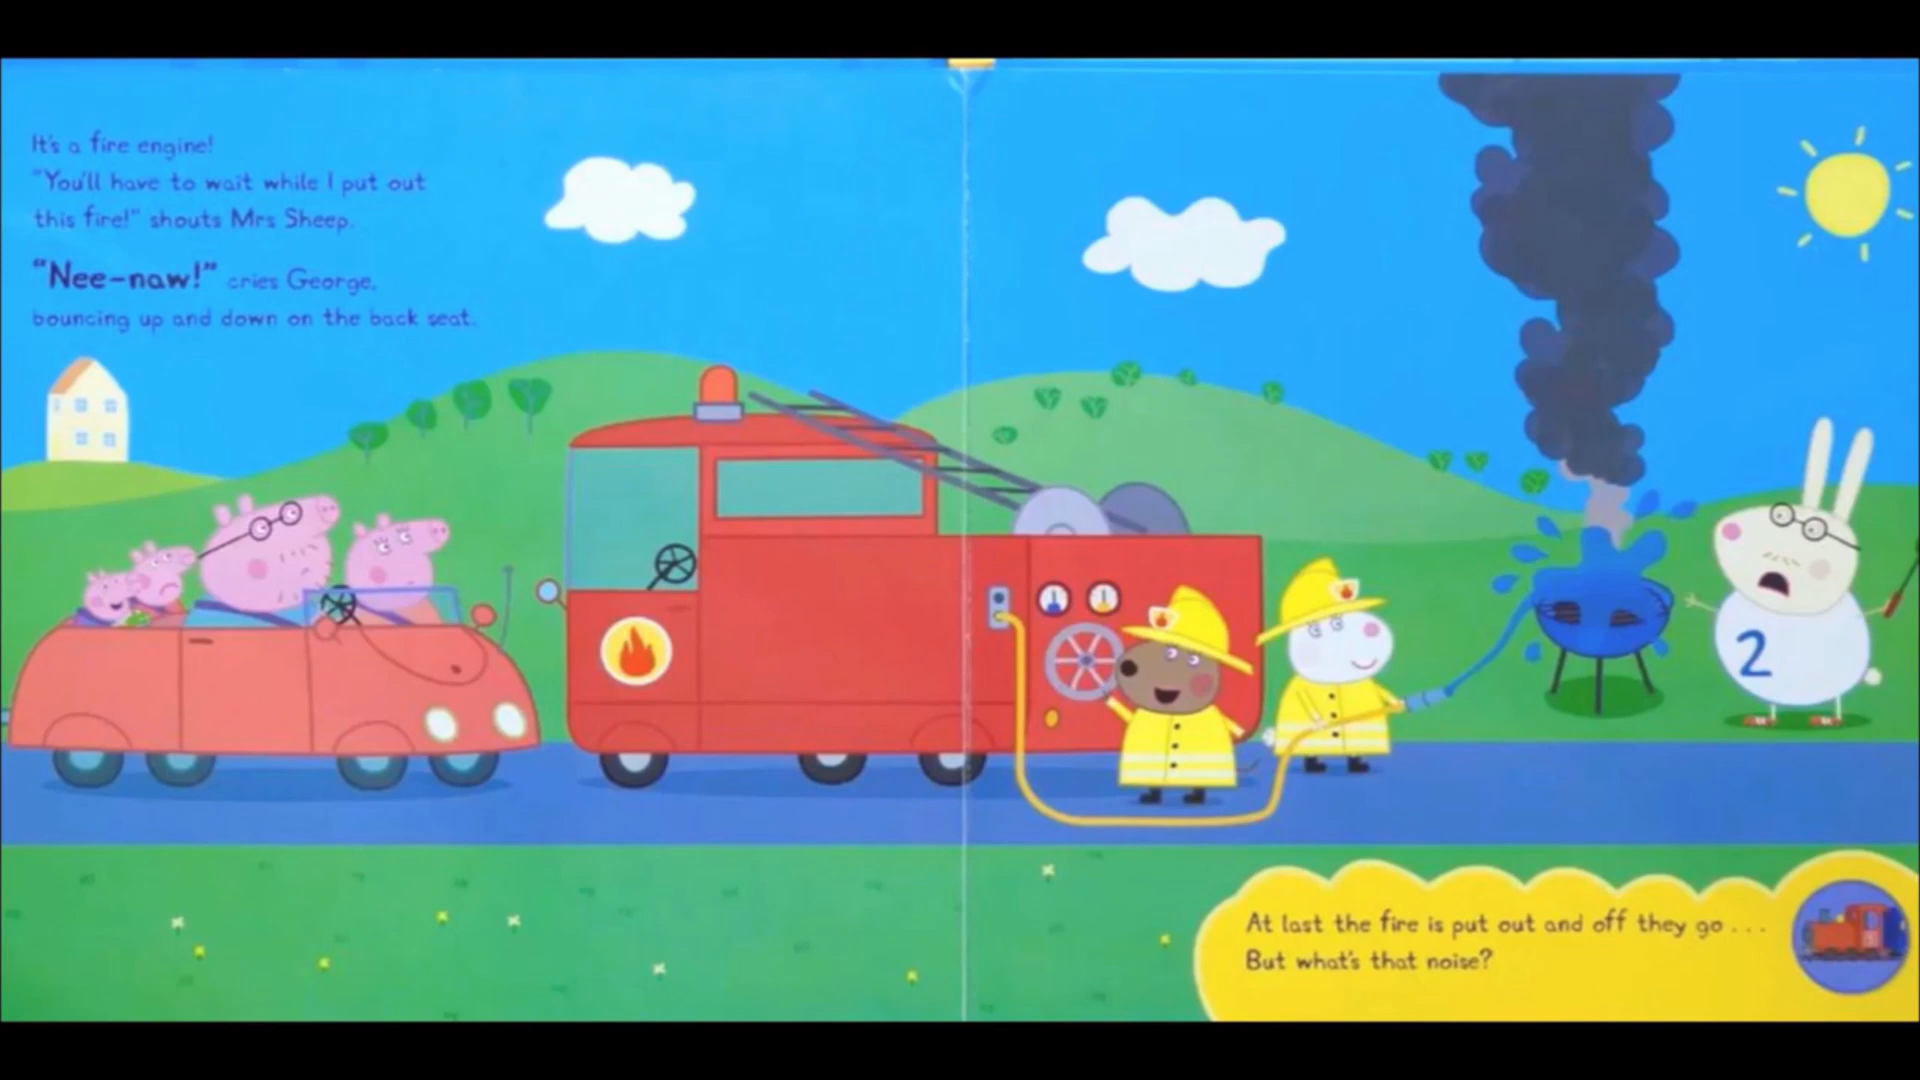 It's a fire engine!
"You'll have to wait while I put out
this fire!" shouts Mrs Sheep.
"Nee-naw!" cries George,
bouncing up and down on the back seat.
2
At last the fire is put out and off they go . . .
But what's that noise?